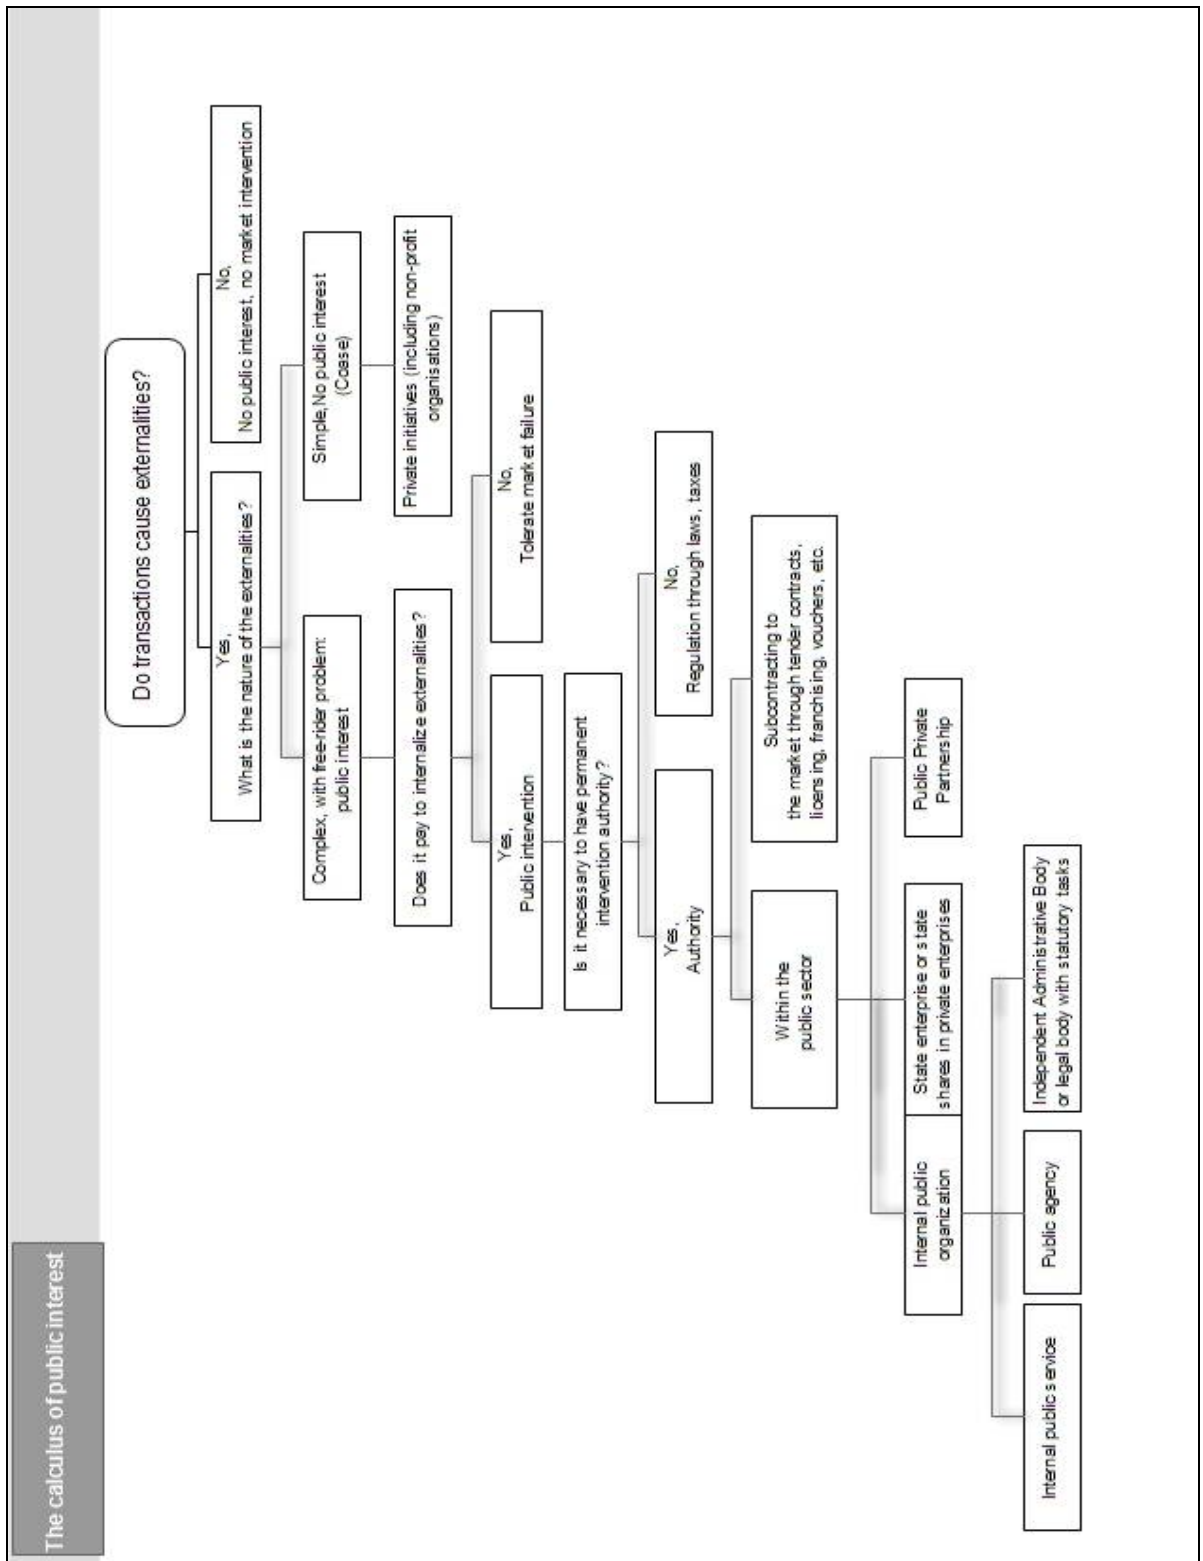 The calculus of public interest
Do transactions cause externalities?
Yes,
What is the nature of the externalities?
No,
No public interest, no market intervention
Complex, with free-rider problem:
public interest
Simple,No public interest
(Coase)
Does it pay to internalize externalities?
Private initiatives (including non-profit
organisations)
Yes,
Public intervention
No,
Tolerate market failure
Is it necessary to have permanent
intervention authority?
Yes,
Authority
No,
Regulation through laws, taxes
Within the
public sector
Subcontracting to
the market through tender contracts,
licensing, franchising, vouchers, etc.
Internal public
organization
State enterprise or state
shares in private enterprises
Public Private
Partnership
Internal public service
Public agency
Independent Administrative Body
or legal body with statutory tasks